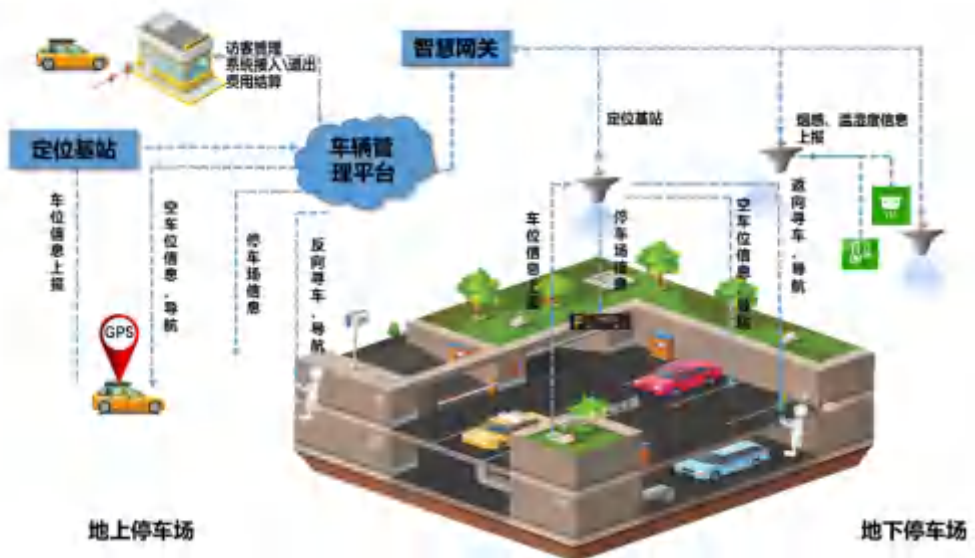 访客管理
系统接入\退出
费用结算
智慧网关
定位基站
车辆管
理平台
定位基站
烟感、温湿度信息
上报
车位信息上报
空车位信息,导航
停车场信息
反向寻车,导航
车位信息上报
停车场信息
空车位信息,导航
返向寻车,导航
GPS
地上停车场
地下停车场